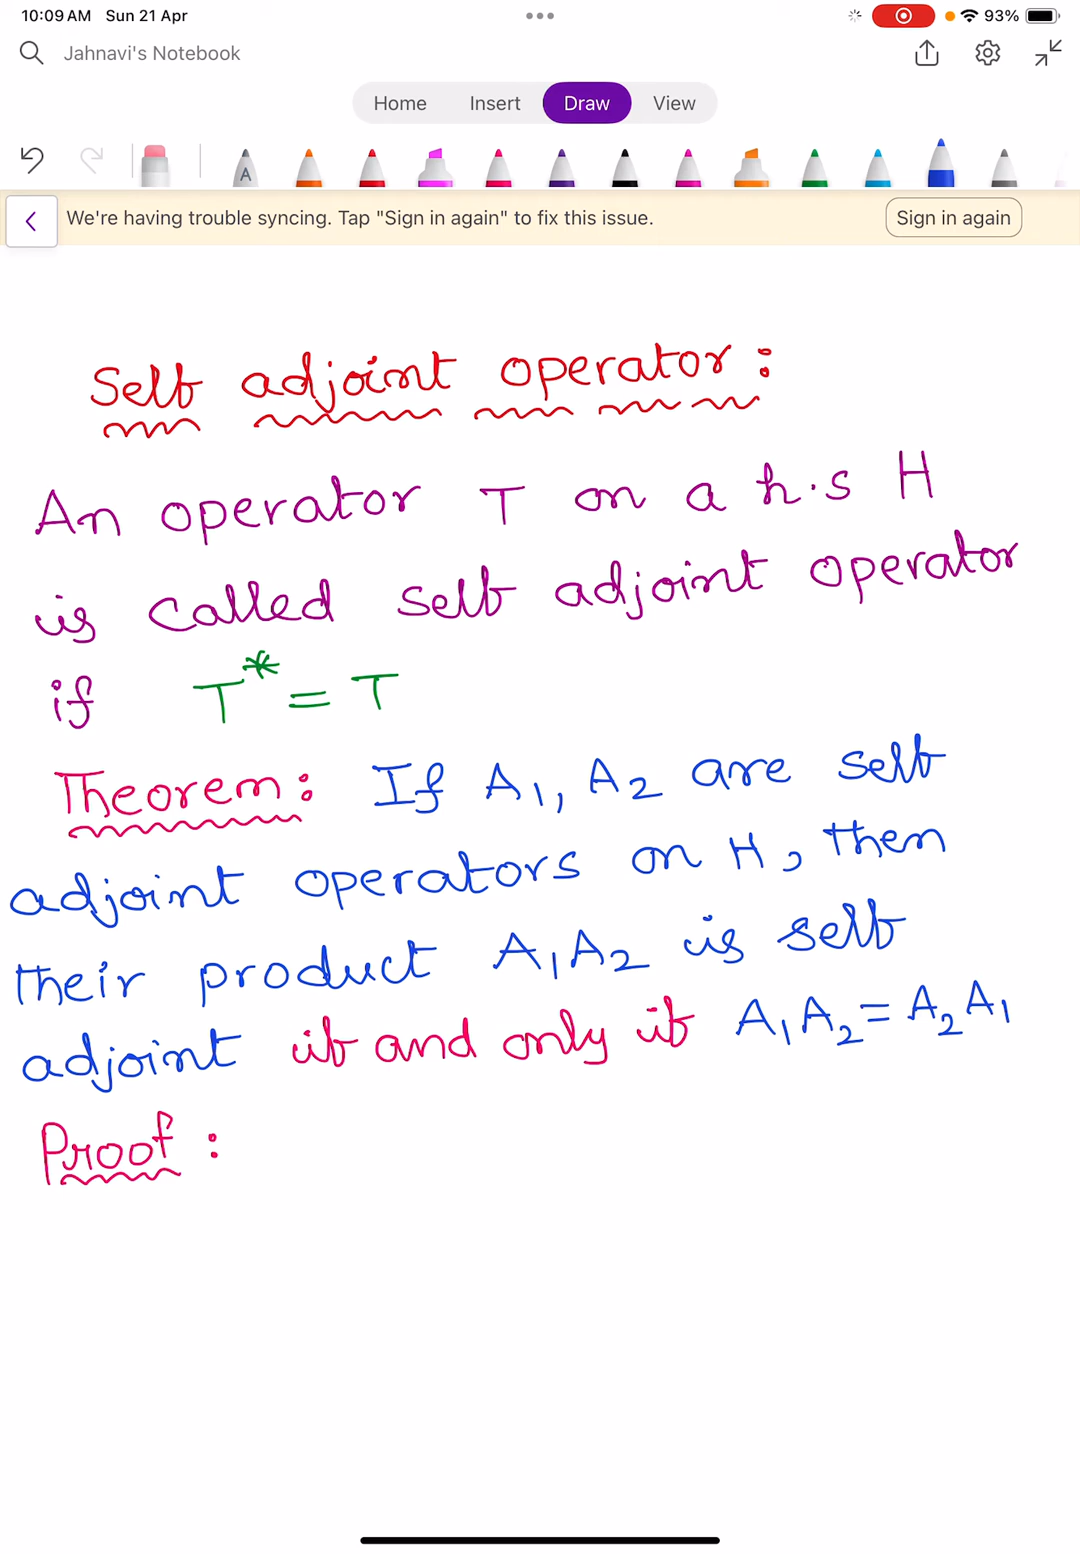 10:09 AM Sun 21 Apr
93%
Jahnavi's Notebook
Home Insert Draw View
A
We're having trouble syncing. Tap "Sign in again" to fix this issue.
Sign in again
Self adjoint operator:
An operator T on a h.s H
is called self adjoint operator
if T* = T
Theorem: If A1, A2 are self
adjoint operators on H, then
their product A1A2 is self
adjoint if and only if A1A2 = A2A1
Proof: